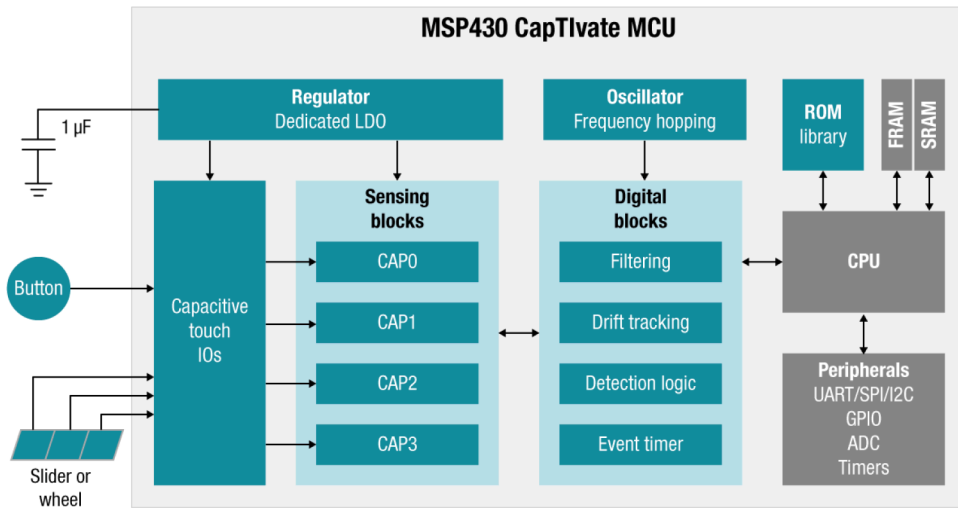 MSP430 CapTIvate MCU
Regulator
Dedicated LDO
Oscillator
Frequency hopping
ROM
library
FRAM
SRAM
1 µF
Sensing
blocks
CAP0
CAP1
CAP2
CAP3
Digital
blocks
Filtering
Drift tracking
Detection logic
Event timer
CPU
Button
Capacitive
touch
IOs
Peripherals
UART/SPI/I2C
GPIO
ADC
Timers
Slider or
wheel